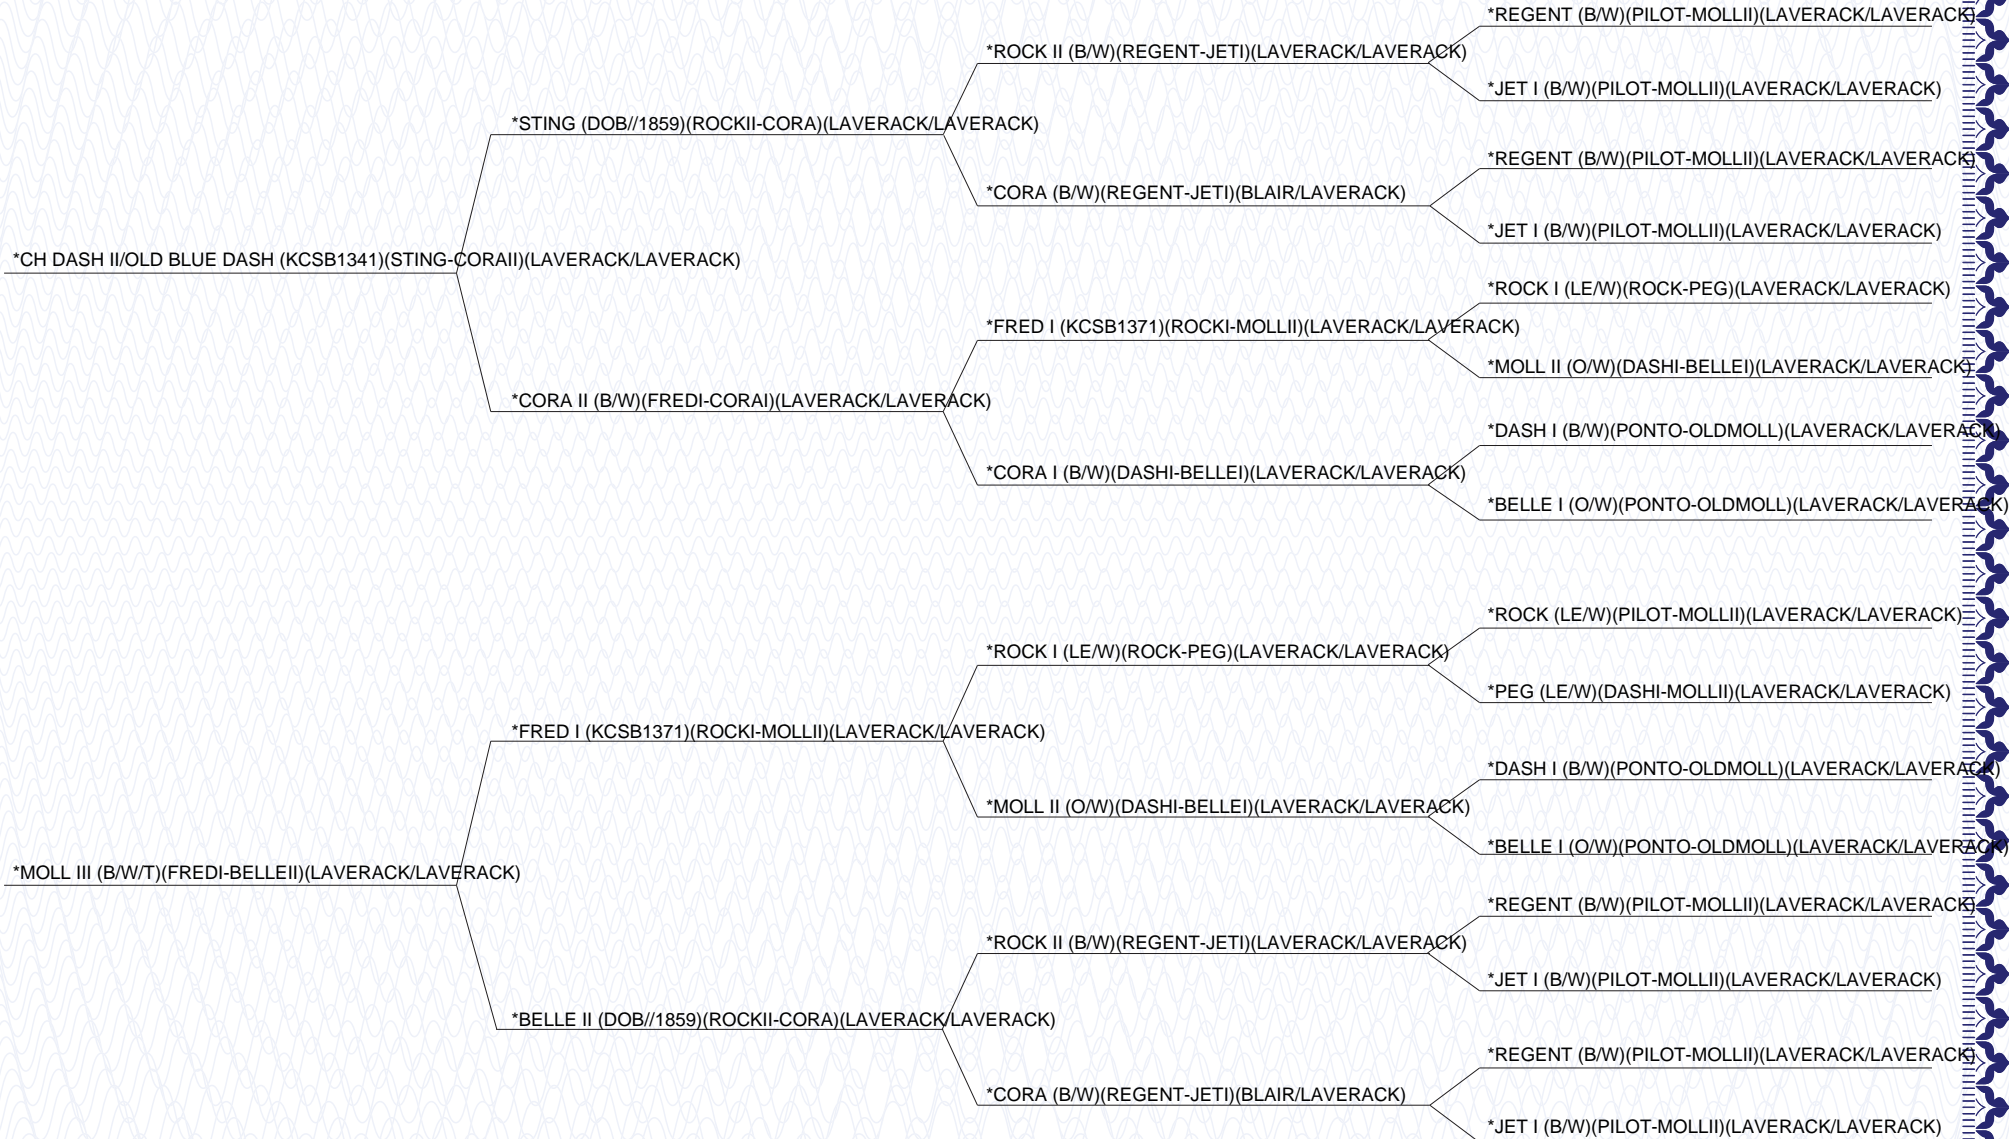 *REGENT (B/W)(PILOT-MOLLII)(LAVERACK/LAVERACK)
*ROCK II (B/W)(REGENT-JETI)(LAVERACK/LAVERACK)
*JET I (B/W)(PILOT-MOLLII)(LAVERACK/LAVERACK)
*STING (DOB//1859)(ROCKII-CORA)(LAVERACK/LAVERACK)
*REGENT (B/W)(PILOT-MOLLII)(LAVERACK/LAVERACK)
*CORA (B/W)(REGENT-JETI)(BLAIR/LAVERACK)
*JET I (B/W)(PILOT-MOLLII)(LAVERACK/LAVERACK)
*CH DASH II/OLD BLUE DASH (KCSB1341)(STING-CORAII)(LAVERACK/LAVERACK)
*ROCK I (LE/W)(ROCK-PEG)(LAVERACK/LAVERACK)
*FRED I (KCSB1371)(ROCKI-MOLLII)(LAVERACK/LAVERACK)
*MOLL II (O/W)(DASHI-BELLEI)(LAVERACK/LAVERACK)
*CORA II (B/W)(FREDI-CORAI)(LAVERACK/LAVERACK)
*DASH I (B/W)(PONTO-OLDMOLL)(LAVERACK/LAVERACK)
*CORA I (B/W)(DASHI-BELLEI)(LAVERACK/LAVERACK)
*BELLE I (O/W)(PONTO-OLDMOLL)(LAVERACK/LAVERACK)
*ROCK (LE/W)(PILOT-MOLLII)(LAVERACK/LAVERACK)
*ROCK I (LE/W)(ROCK-PEG)(LAVERACK/LAVERACK)
*PEG (LE/W)(DASHI-MOLLII)(LAVERACK/LAVERACK)
*FRED I (KCSB1371)(ROCKI-MOLLII)(LAVERACK/LAVERACK)
*DASH I (B/W)(PONTO-OLDMOLL)(LAVERACK/LAVERACK)
*MOLL II (O/W)(DASHI-BELLEI)(LAVERACK/LAVERACK)
*BELLE I (O/W)(PONTO-OLDMOLL)(LAVERACK/LAVERACK)
*MOLL III (B/W/T)(FREDI-BELLEII)(LAVERACK/LAVERACK)
*REGENT (B/W)(PILOT-MOLLII)(LAVERACK/LAVERACK)
*ROCK II (B/W)(REGENT-JETI)(LAVERACK/LAVERACK)
*JET I (B/W)(PILOT-MOLLII)(LAVERACK/LAVERACK)
*BELLE II (DOB//1859)(ROCKII-CORA)(LAVERACK/LAVERACK)
*REGENT (B/W)(PILOT-MOLLII)(LAVERACK/LAVERACK)
*CORA (B/W)(REGENT-JETI)(BLAIR/LAVERACK)
*JET I (B/W)(PILOT-MOLLII)(LAVERACK/LAVERACK)